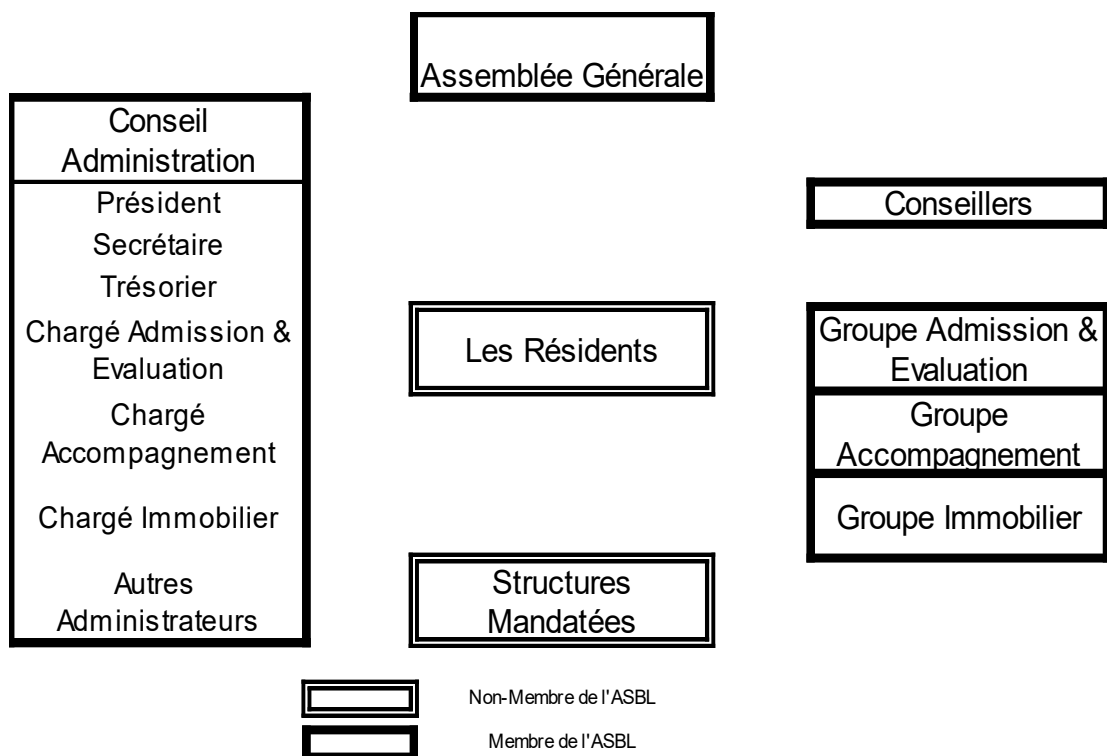 Assemblée Générale
Conseil
Administration
Président
Secrétaire
Trésorier
Chargé Admission &
Evaluation
Chargé
Accompagnement
Chargé Immobilier
Autres
Administrateurs
Les Résidents
Structures
Mandatées
Conseillers
Groupe Admission &
Evaluation
Groupe
Accompagnement
Groupe Immobilier
Non-Membre de l'ASBL
Membre de l'ASBL